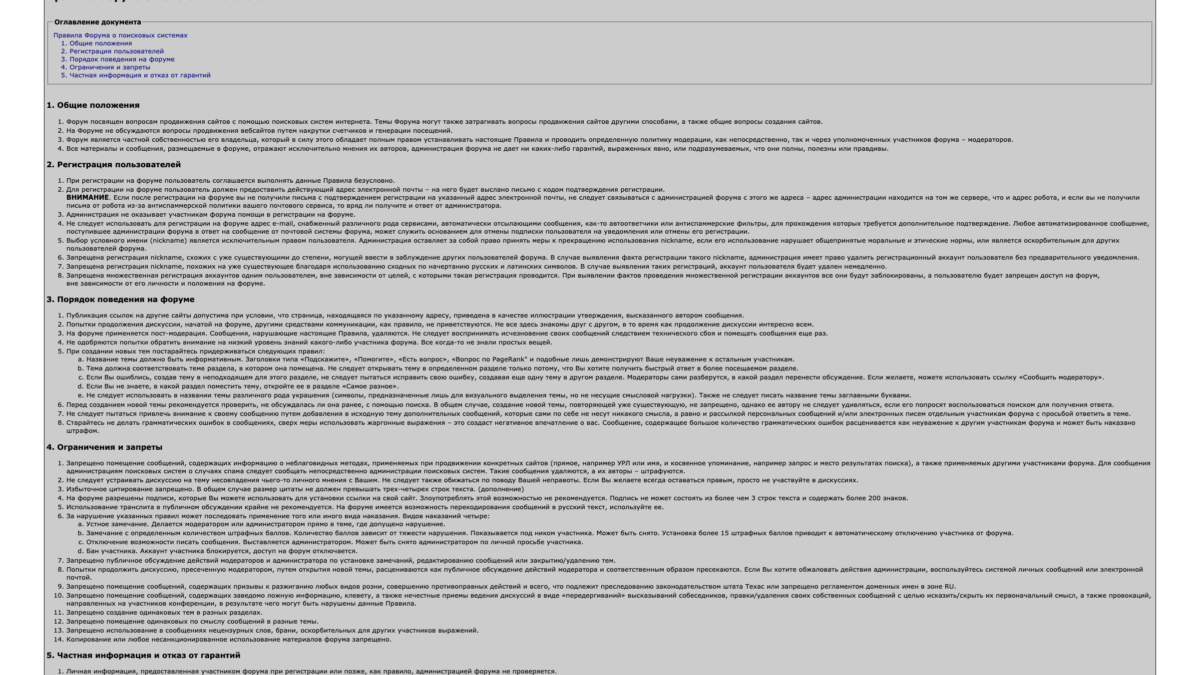 Оглавление документа
Правила Форума о поисковых системах
1. Общие положения
2. Регистрация пользователей
3. Порядок поведения на форуме
4. Ограничения и запреты
5. Частная информация и отказ от гарантий
1. Общие положения
1. Форум посвящен вопросам продвижения сайтов с помощью поисковых систем интернета. Темы Форума могут также затрагивать вопросы продвижения сайтов другими способами, а также общие вопросы создания сайтов.
2. На Форуме не обсуждаются вопросы продвижения вебсайтов путем накрутки счетчиков и генерации посещений.
3. Форум является частной собственностью его владельца, который в силу этого обладает полным правом устанавливать настоящие Правила и проводить определенную политику модерации, как непосредственно, так и через уполномоченных участников форума – модераторов.
4. Все материалы и сообщения, размещаемые в форуме, отражают исключительно мнения их авторов, администрация форума не дает ни каких-либо гарантий, выраженных явно, или подразумеваемых, что они полны, полезны или правдивы.
2. Регистрация пользователей
1. При регистрации на форуме пользователь соглашается выполнять данные Правила безусловно.
2. Для регистрации на форуме пользователь должен предоставить действующий адрес электронной почты – на него будет выслано письмо с кодом подтверждения регистрации.
ВНИМАНИЕ. Если после регистрации на форуме вы не получили письма с подтверждением регистрации на указанный адрес электронной почты, не следует связываться с администрацией форума с этого же адреса – адрес администрации находится на том же сервере, что и адрес робота, и если вы не получили
письма от робота из-за антиспаммерской политики вашего почтового сервиса, то вряд ли получите и ответ от администратора.
3. Администрация не оказывает участникам форума помощи в регистрации на форуме.
4. Не следует использовать для регистрации на форуме адрес e-mail, снабженный различного рода сервисами, автоматически отсылающими сообщения, как-то автоответчики или антиспаммерские фильтры, для прохождения которых требуется дополнительное подтверждение. Любое автоматизированное сообщение,
поступившее администрации форума в ответ на сообщение от почтовой системы форума, может служить основанием для отмены подписки пользователя на уведомления или отмены его регистрации.
5. Выбор условного имени (nickname) является исключительным правом пользователя. Администрация оставляет за собой право принять меры к прекращению использования nickname, если его использование нарушает общепринятые моральные и этические нормы, или является оскорбительным для других
пользователей форума.
6. Запрещена регистрация nickname, схожих с уже существующими до степени, могущей ввести в заблуждение других пользователей форума. В случае выявления факта регистрации такого nickname, администрация имеет право удалить регистрационный аккаунт пользователя без предварительного уведомления.
7. Запрещена регистрация nickname, похожих на уже существующее благодаря использованию сходных по начертанию русских и латинских символов. В случае выявления таких регистраций, аккаунт пользователя будет удален немедленно.
8. Запрещена множественная регистрация аккаунтов одним пользователем, вне зависимости от целей, с которыми такая регистрация проводится. При выявлении фактов проведения множественной регистрации аккаунты все они будут заблокированы, а пользователю будет запрещен доступ на форум,
вне зависимости от его личности и положения на форуме.
3. Порядок поведения на форуме
1. Публикация ссылок на другие сайты допустима при условии, что страница, находящаяся по указанному адресу, приведена в качестве иллюстрации утверждения, высказанного автором сообщения.
2. Попытки продолжения дискуссии, начатой на форуме, другими средствами коммуникации, как правило, не приветствуются. Не все здесь знакомы друг с другом, в то время как продолжение дискуссии интересно всем.
3. На форуме применяется пост-модерация. Сообщения, нарушающие настоящие Правила, удаляются. Не следует воспринимать исчезновение своих сообщений следствием технического сбоя и помещать сообщения еще раз.
4. Не одобряются попытки обратить внимание на низкий уровень знаний какого-либо участника форума. Все когда-то не знали простых вещей.
5. При создании новых тем постарайтесь придерживаться следующих правил:
a. Название темы должно быть информативным. Заголовки типа «Подскажите», «Помогите», «Есть вопрос», «Вопрос по PageRank" и подобные лишь демонстрируют Ваше неуважение к остальным участникам.
b. Тема должна соответствовать теме раздела, в котором она помещена. Не следует открывать тему в определенном разделе только потому, что Вы хотите получить быстрый ответ в более посещаемом разделе.
c. Если Вы ошиблись, создав тему в неподходящем для этого разделе, не следует пытаться исправить свою ошибку, создавая еще одну тему в другом разделе. Модераторы сами разберутся, в какой раздел перенести обсуждение. Если желаете, можете использовать ссылку «Сообщить модератору».
d. Если Вы не знаете, в какой раздел поместить тему, откройте ее в разделе «Самое разное».
e. Не следует использовать в названии темы различного рода украшения (символы, предназначенные лишь для визуального выделения темы, но не несущие смысловой нагрузки). Также не следует писать название темы заглавными буквами.
6. Перед созданием новой темы рекомендуется проверить, не обсуждалась ли она ранее, с помощью поиска. В общем случае, создание новой темы, повторяющей уже существующую, не запрещено, однако ее автору не следует удивляться, если его попросят воспользоваться поиском для получения ответа.
7. Не следует пытаться привлечь внимание к своему сообщению путем добавления в исходную тему дополнительных сообщений, которые сами по себе не несут никакого смысла, а равно и рассылкой персональных сообщений и/или электронных писем отдельным участникам форума с просьбой ответить в теме.
8. Старайтесь не делать грамматических ошибок в сообщениях, сверх меры использовать жаргонные выражения – это создаст негативное впечатление о вас. Сообщение, содержащее большое количество грамматических ошибок расценивается как неуважение к другим участникам форума и может быть наказано
штрафом.
4. Ограничения и запреты
1. Запрещено помещение сообщений, содержащих информацию о неблаговидных методах, применяемых при продвижении конкретных сайтов (прямое, например УРЛ или имя, и косвенное упоминание, например запрос и место результатах поиска), а также применяемых другими участниками форума. Для сообщения
администрациям поисковых систем о случаях спама следует сообщать непосредственно администрации поисковых систем. Такие сообщения удаляются, а их авторы – штрафуются.
2. Не следует устраивать дискуссию на тему несовпадения чьего-то личного мнения с Вашим. Не следует также обижаться по поводу Вашей неправоты. Если Вы желаете всегда оставаться правым, просто не участвуйте в дискуссиях.
3. Избыточное цитирование запрещено. В общем случае размер цитаты не должен превышать трех-четырех строк текста. (дополнение)
4. На форуме разрешены подписи, которые Вы можете использовать для установки ссылки на свой сайт. Злоупотреблять этой возможностью не рекомендуется. Подпись не может состоять из более чем 3 строк текста и содержать более 200 знаков.
5. Использование транслита в публичном обсуждении крайне не рекомендуется. На форуме имеется возможность перекодирования сообщений в русский текст, используйте ее.
6. За нарушение указанных правил может последовать применение того или иного вида наказания. Видов наказаний четыре:
a. Устное замечание. Делается модератором или администратором прямо в теме, где допущено нарушение.
b. Замечание с определенным количеством штрафных баллов. Количество баллов зависит от тяжести нарушения. Показывается под ником участника. Может быть снято. Установка более 15 штрафных баллов приводит к автоматическому отключению участника от форума.
c. Отключение возможности писать сообщения. Выставляется администратором. Может быть снято администратором по личной просьбе участника.
d. Бан участника. Аккаунт участника блокируется, доступ на форум отключается.
7. Запрещено публичное обсуждение действий модераторов и администратора по установке замечаний, редактированию сообщений или закрытию/удалению тем.
8. Попытки продолжить дискуссию, пресеченную модератором, путем открытия новой темы, расцениваются как публичное обсуждение действий модератора и соответственным образом пресекаются. Если Вы хотите обжаловать действия администрации, воспользуйтесь системой личных сообщений или электронной
почтой.
9. Запрещено помещение сообщений, содержащих призывы к разжиганию любых видов розни, совершению противоправных действий и всего, что подлежит преследованию законодательством штата Техас или запрещено регламентом доменных имен в зоне RU.
10. Запрещено помещение сообщений, содержащих заведомо ложную информацию, клевету, а также нечестные приемы ведения дискуссий в виде «передергиваний» высказываний собеседников, правки/удаления своих собственных сообщений с целью исказить/скрыть их первоначальный смысл, а также провокаций,
направленных на участников конференции, в результате чего могут быть нарушены данные Правила.
11. Запрещено создание одинаковых тем в разных разделах.
12. Запрещено помещение одинаковых по смыслу сообщений в разные темы.
13. Запрещено использование в сообщениях нецензурных слов, брани, оскорбительных для других участников выражений.
14. Копирование или любое несанкционированное использование материалов форума запрещено.
5. Частная информация и отказ от гарантий
1. Личная информация, предоставленная участником форума при регистрации или позже, как правило, администрацией форума не проверяется.